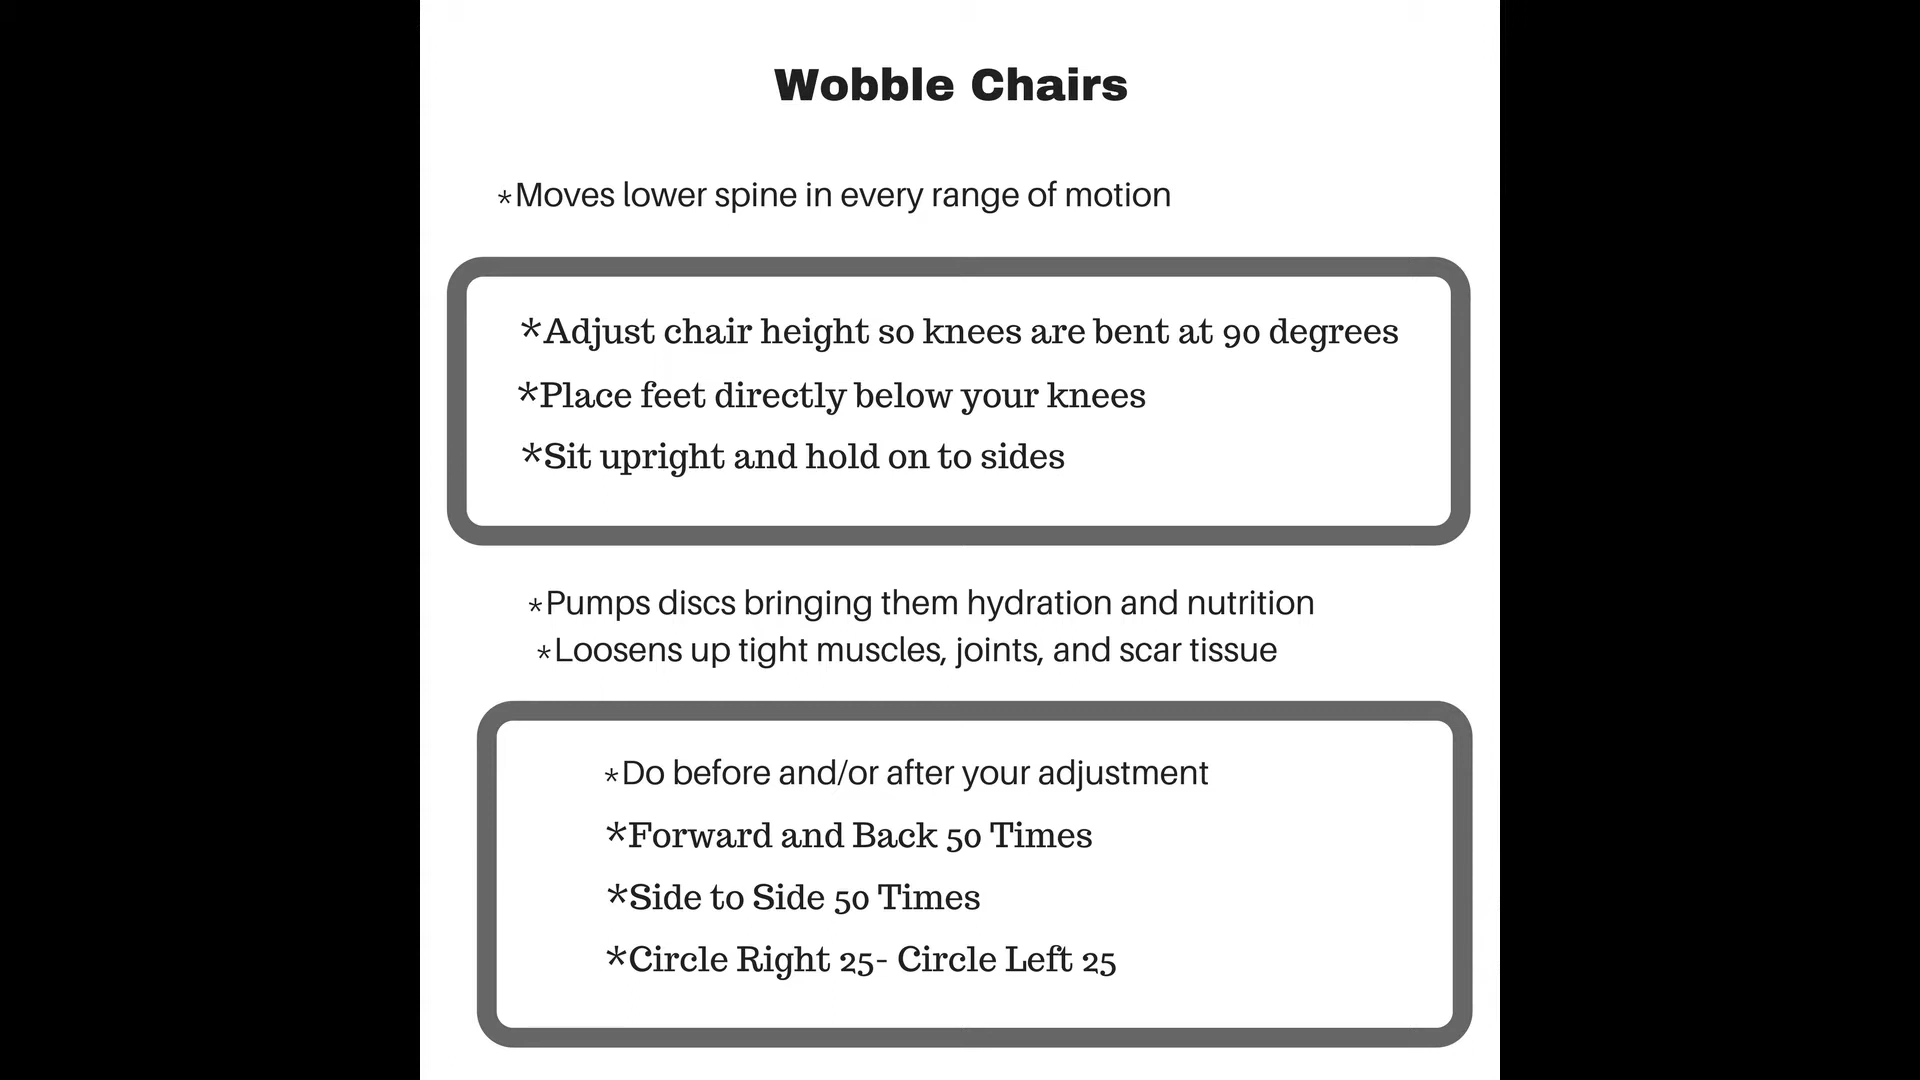 Wobble Chairs
*Moves lower spine in every range of motion
*Adjust chair height so knees are bent at 90 degrees
*Place feet directly below your knees
*Sit upright and hold on to sides
*Pumps discs bringing them hydration and nutrition
*Loosens up tight muscles, joints, and scar tissue
*Do before and/or after your adjustment
*Forward and Back 50 Times
*Side to Side 50 Times
*Circle Right 25- Circle Left 25